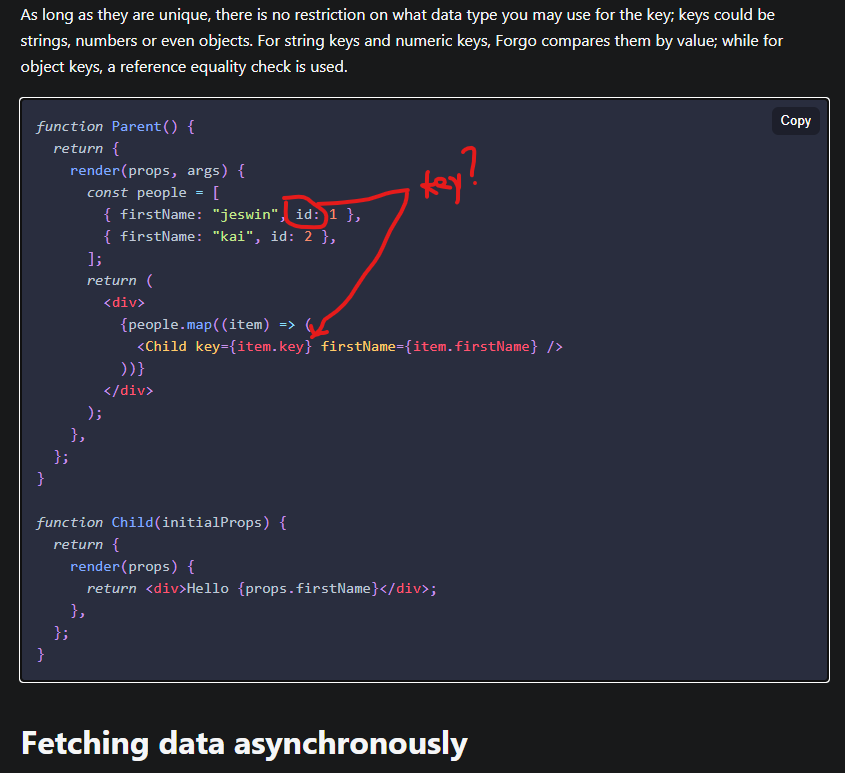 As long as they are unique, there is no restriction on what data type you may use for the key; keys could be
strings, numbers or even objects. For string keys and numeric keys, Forgo compares them by value; while for
object keys, a reference equality check is used.
Copy
function Parent() {
  return {
    render(props, args) {
key?
      const people = [
        { firstName: "jeswin", id: 1 },
        { firstName: "kai", id: 2 },
      ];
      return (
        <div>
          {people.map((item) => (
            <Child key={item.key} firstName={item.firstName} />
          ))}
        </div>
      );
    },
  };
}
function Child(initialProps) {
  return {
    render(props) {
      return <div>Hello {props.firstName}</div>;
    },
  };
}
Fetching data asynchronously